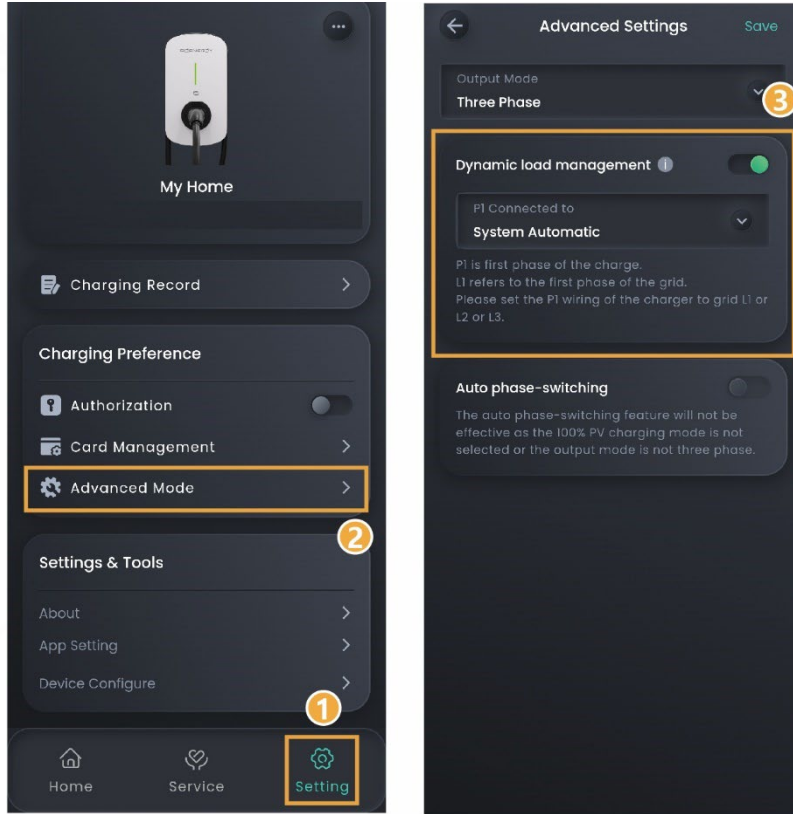 My Home
Charging Record
Charging Preference
Authorization
Card Management
Advanced Mode
2
Settings & Tools
About
App Setting
Device Configure
1
Home
Service
Setting
Advanced Settings
Save
Output Mode
Three Phase
3
Dynamic load management
P1 Connected to
System Automatic
P1 is first phase of the charge.
L1 refers to the first phase of the grid.
Please set the P1 wiring of the charger to grid L1 or
L2 or L3.
Auto phase-switching
The auto phase-switching feature will not be
effective as the 100% PV charging mode is not
selected or the output mode is not three phase.